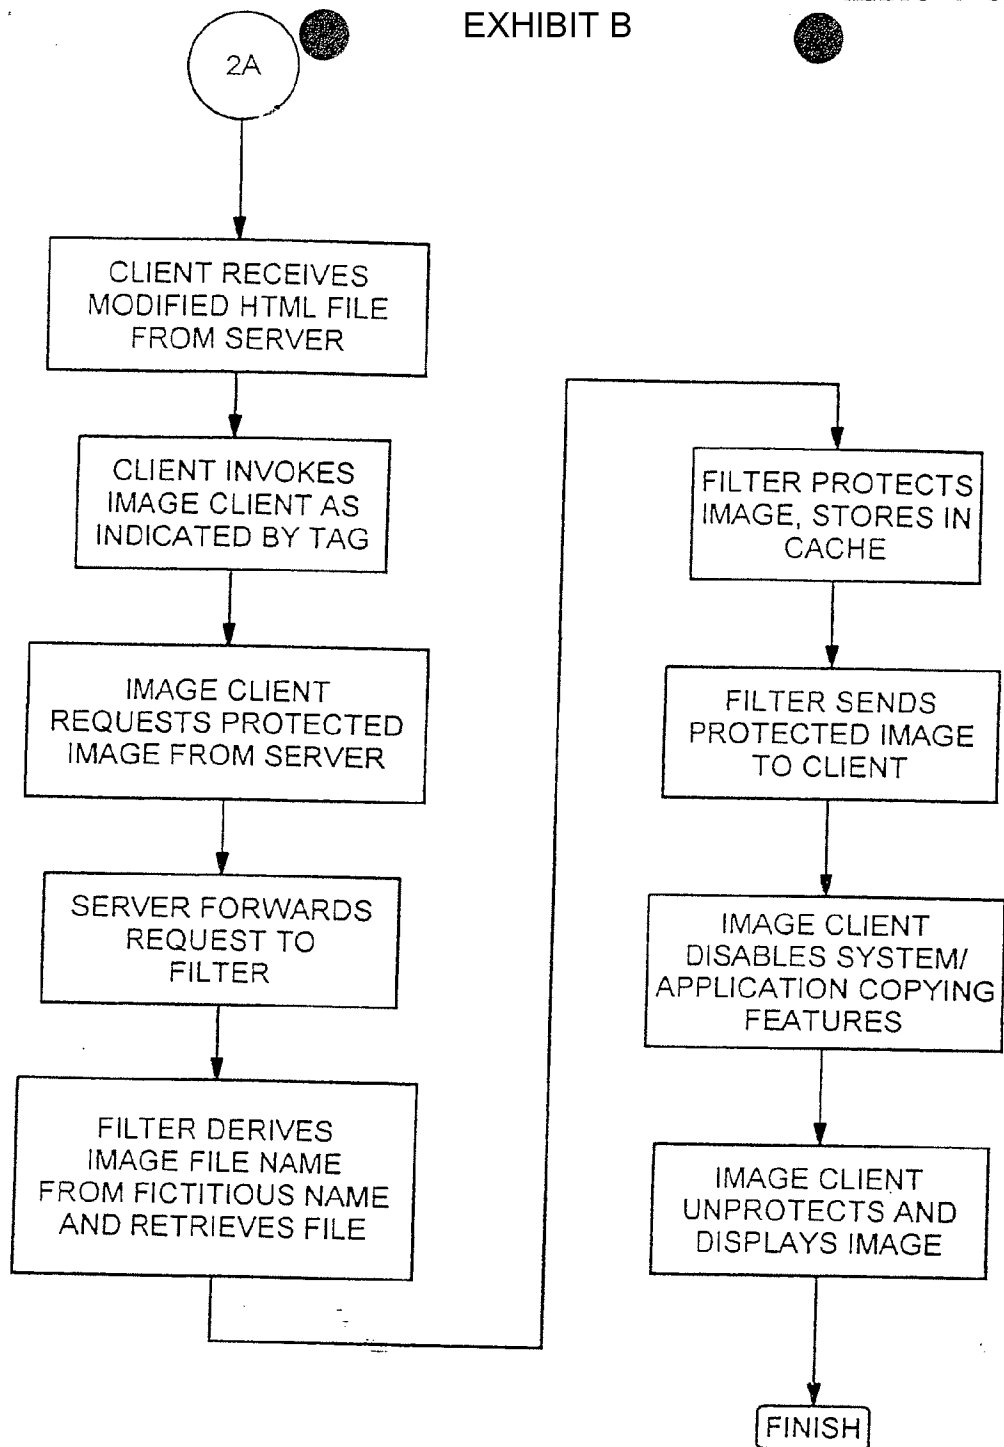 EXHIBIT B
2A
CLIENT RECEIVES
MODIFIED HTML FILE
FROM SERVER
CLIENT INVOKES
IMAGE CLIENT AS
INDICATED BY TAG
IMAGE CLIENT
REQUESTS PROTECTED
IMAGE FROM SERVER
SERVER FORWARDS
REQUEST TO
FILTER
FILTER DERIVES
IMAGE FILE NAME
FROM FICTITIOUS NAME
AND RETRIEVES FILE
FILTER PROTECTS
IMAGE, STORES IN
CACHE
FILTER SENDS
PROTECTED IMAGE
TO CLIENT
IMAGE CLIENT
DISABLES SYSTEM/
APPLICATION COPYING
FEATURES
IMAGE CLIENT
UNPROTECTS AND
DISPLAYS IMAGE
FINISH